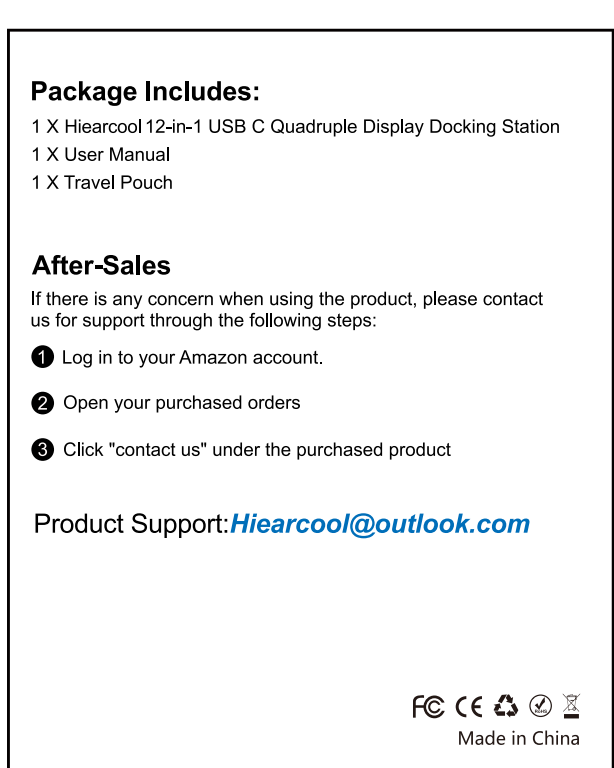 Package Includes:
1 X Hiearcool 12-in-1 USB C Quadruple Display Docking Station
1 X User Manual
1 X Travel Pouch
After-Sales
If there is any concern when using the product, please contact
us for support through the following steps:
1 Log in to your Amazon account.
2 Open your purchased orders
3 Click "contact us" under the purchased product
Product Support:Hiearcool@outlook.com
FC CE RoHS
Made in China